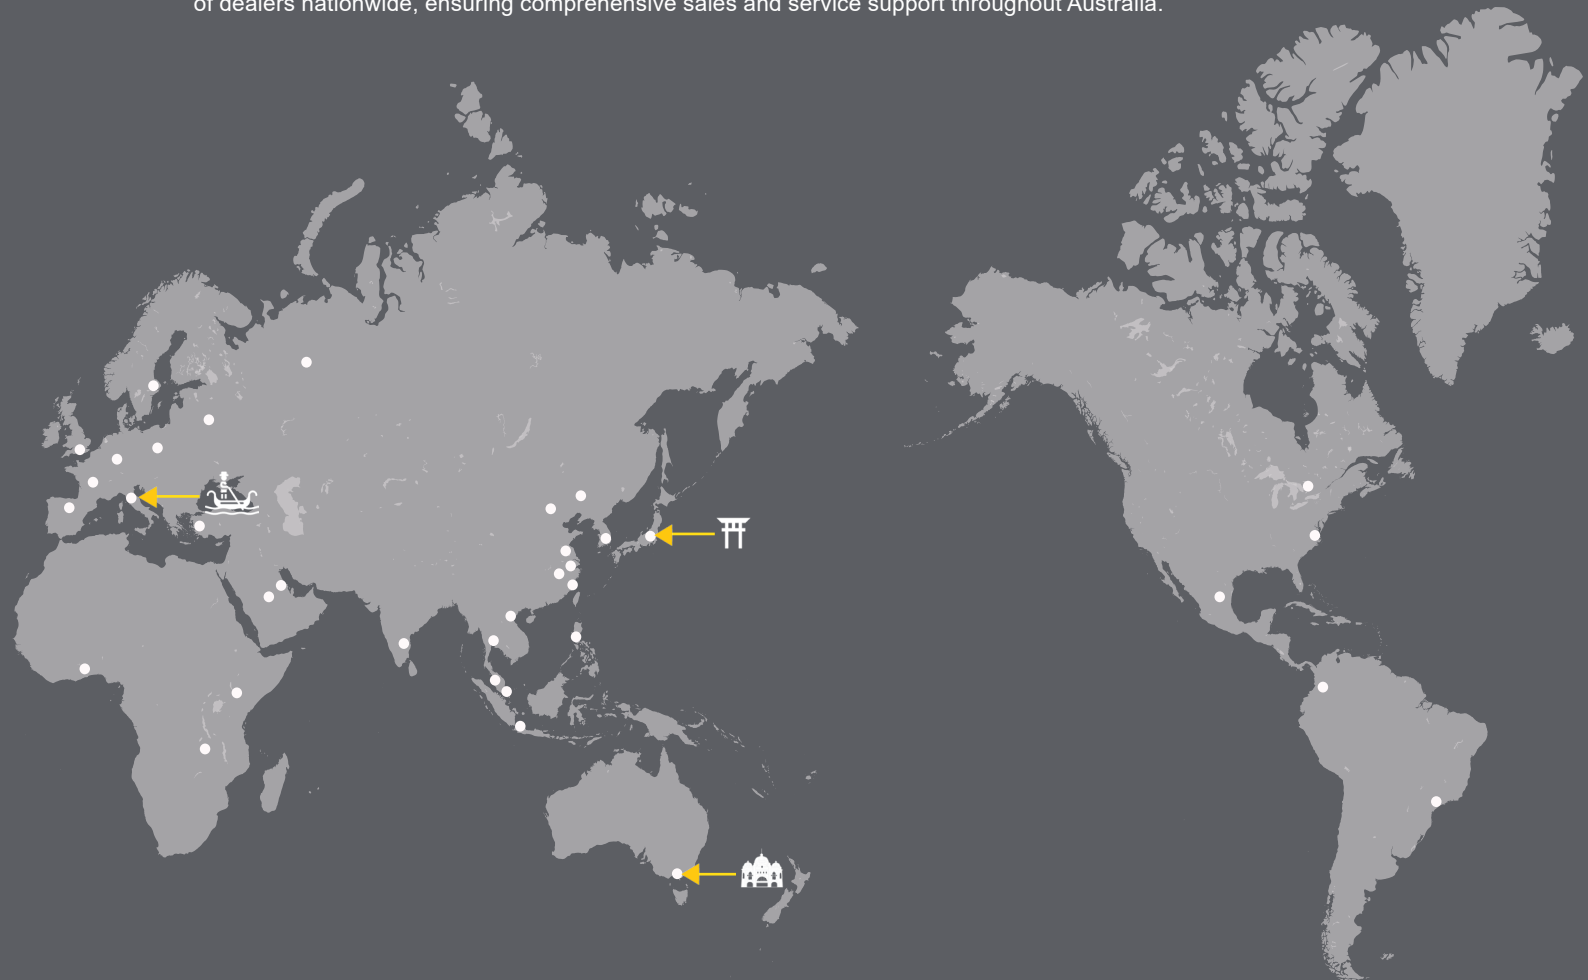 of dealers nationwide, ensuring comprehensive sales and service support throughout Australia.